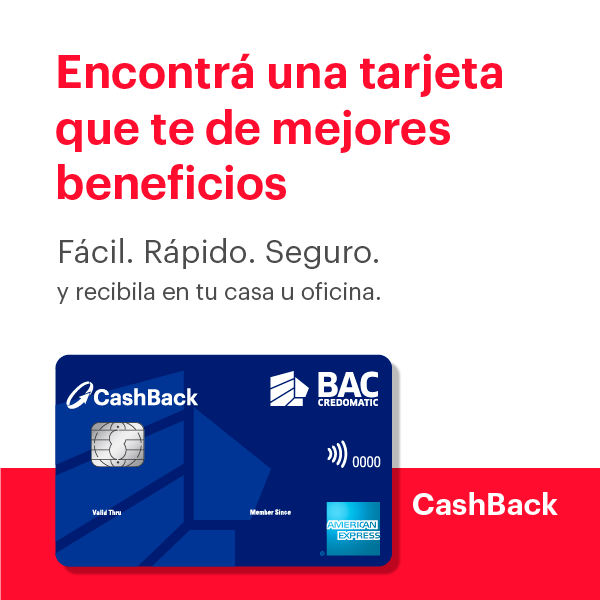 Encontrá una tarjeta
que te de mejores
beneficios
Fácil. Rápido. Seguro.
y recibila en tu casa u oficina.
CashBack
BAC
CREDOMATIC
0000
Valid Thru
Member Since
AMERICAN
EXPRESS
CashBack